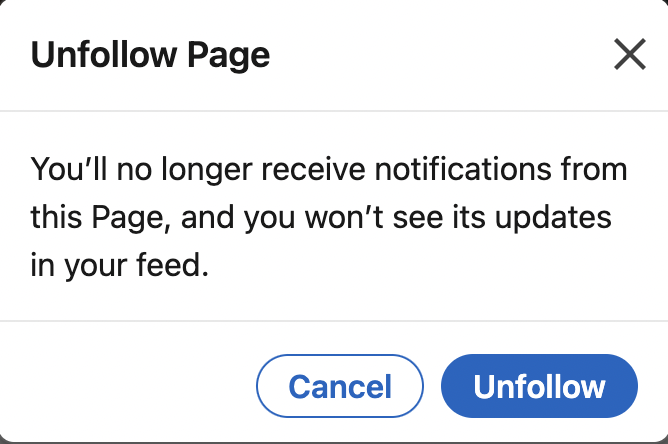 Unfollow Page
You’ll no longer receive notifications from
this Page, and you won’t see its updates
in your feed.
Cancel
Unfollow